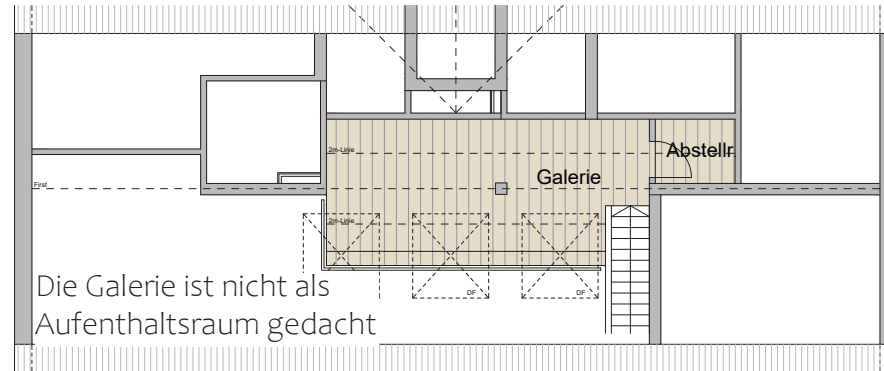 2m-Linie
Abstellr.
Galerie
First
2m-Linie
Die Galerie ist nicht als
Aufenthaltsraum gedacht
DF
DF